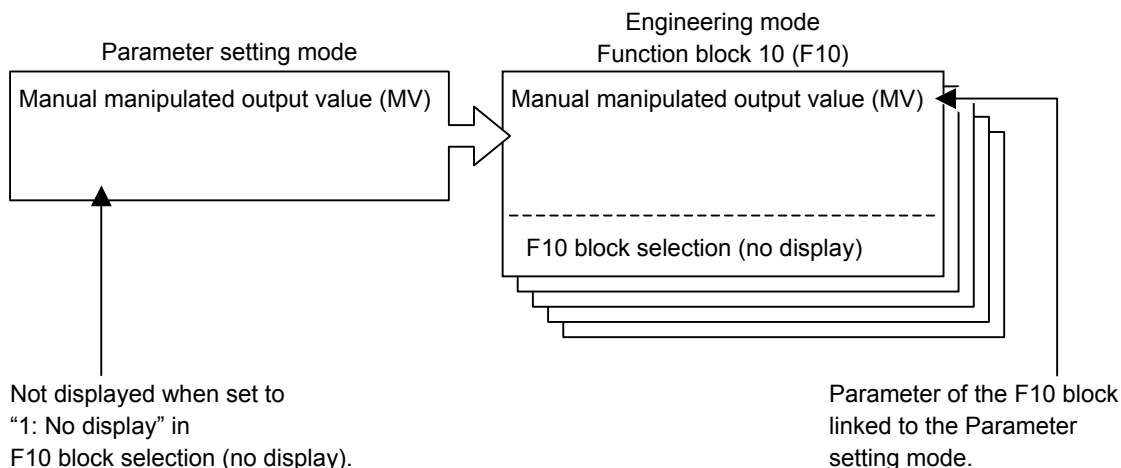 Engineering mode
Parameter setting mode
Function block 10 (F10)
Manual manipulated output value (MV)
Manual manipulated output value (MV)
F10 block selection (no display)
Not displayed when set to
“1: No display” in
F10 block selection (no display).
Parameter of the F10 block
linked to the Parameter
setting mode.